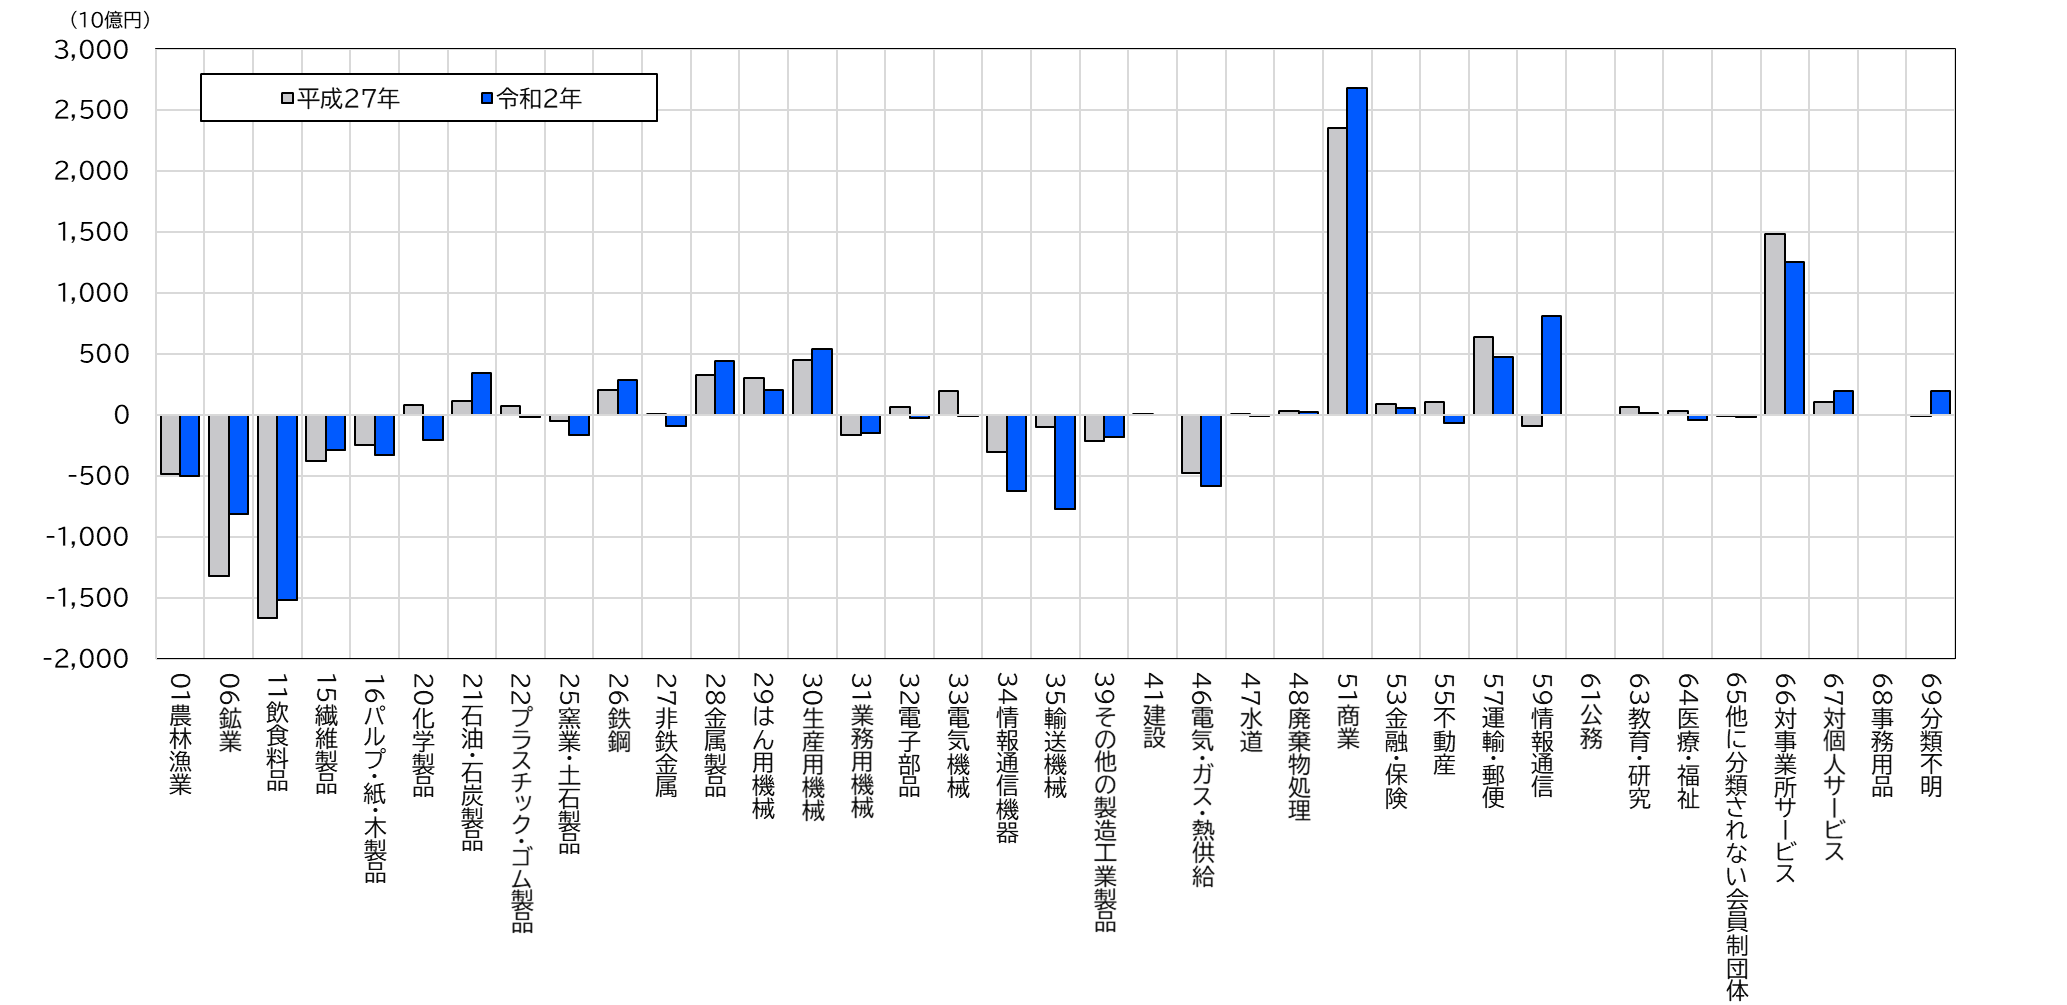 （10億円）
3,000
2,500
2,000
1,500
1,000
500
0
-500
-1,000
-1,500
-2,000
平成27年
令和2年
01農林漁業
06鉱業
11飲食料品
15繊維製品
16パルプ・紙・木製品
20化学製品
21石油・石炭製品
22プラスチック・ゴム製品
25窯業・土石製品
26鉄鋼
27非鉄金属
28金属製品
29はん用機械
30生産用機械
31業務用機械
32電子部品
33電気機械
34情報通信機器
35輸送機械
39その他の製造工業製品
41建設
46電気・ガス・熱供給
47水道
48廃棄物処理
51商業
53金融・保険
55不動産
57運輸・郵便
59情報通信
61公務
63教育・研究
64医療・福祉
65他に分類されない会員制団体
66対事業所サービス
67対個人サービス
68事務用品
69分類不明